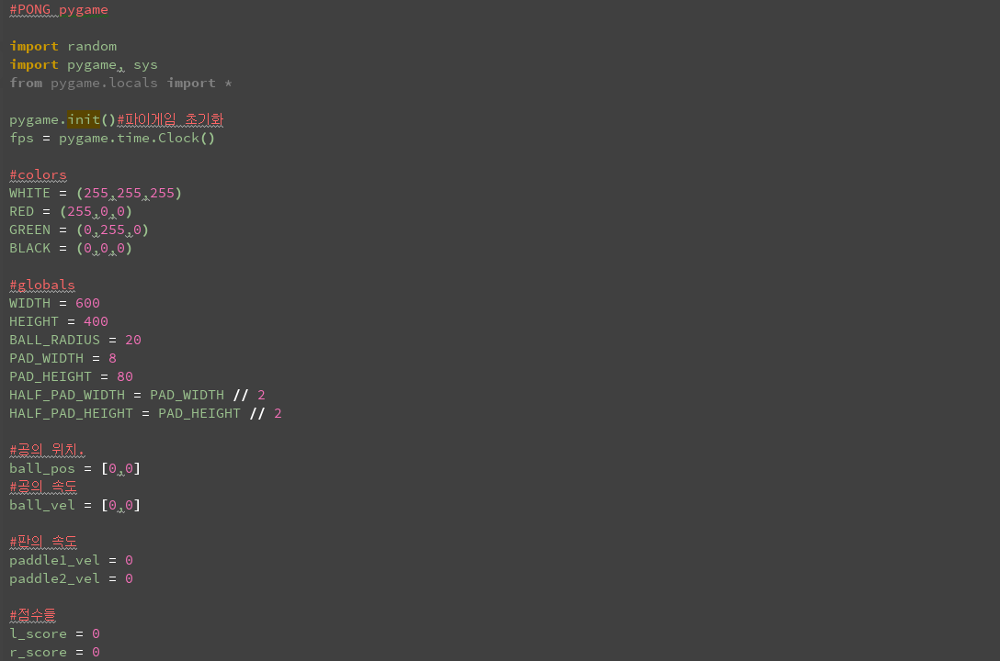 #PONG pygame
import random
import pygame, sys
from pygame.locals import *
pygame.init()#파이게임 초기화
fps = pygame.time.Clock()
#colors
WHITE = (255,255,255)
RED = (255,0,0)
GREEN = (0,255,0)
BLACK = (0,0,0)
#globals
WIDTH = 600
HEIGHT = 400
BALL_RADIUS = 20
PAD_WIDTH = 8
PAD_HEIGHT = 80
HALF_PAD_WIDTH = PAD_WIDTH // 2
HALF_PAD_HEIGHT = PAD_HEIGHT // 2
#공의 위치.
ball_pos = [0,0]
#공의 속도
ball_vel = [0,0]
#판의 속도
paddle1_vel = 0
paddle2_vel = 0
#점수들
l_score = 0
r_score = 0